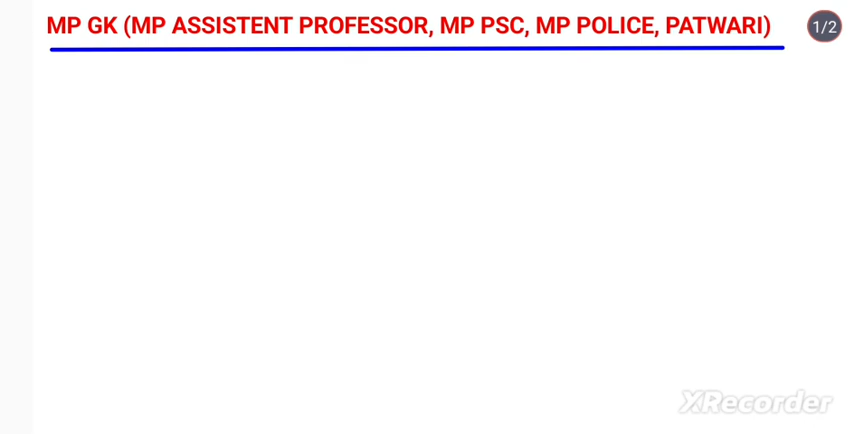 MP GK (MP ASSISTENT PROFESSOR, MP PSC, MP POLICE, PATWARI)
1/2
XRecorder